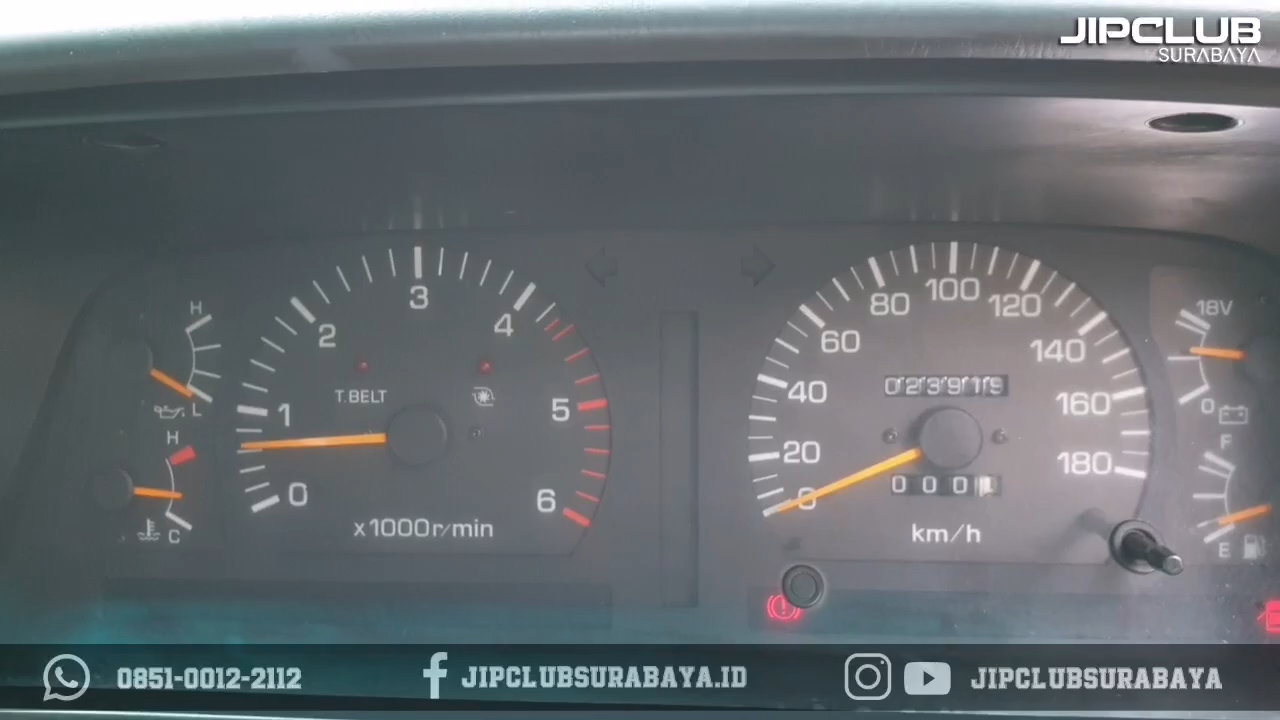 JIPCLUB
SURABAYA
H
L
H
C
0
1
2
3
4
5
6
T.BELT
x1000r/min
0
20
40
60
80
100
120
140
160
180
023919
000
km/h
18V
0
F
E
0851-0012-2112
JIPCLUBSURABAYA.ID
JIPCLUBSURABAYA